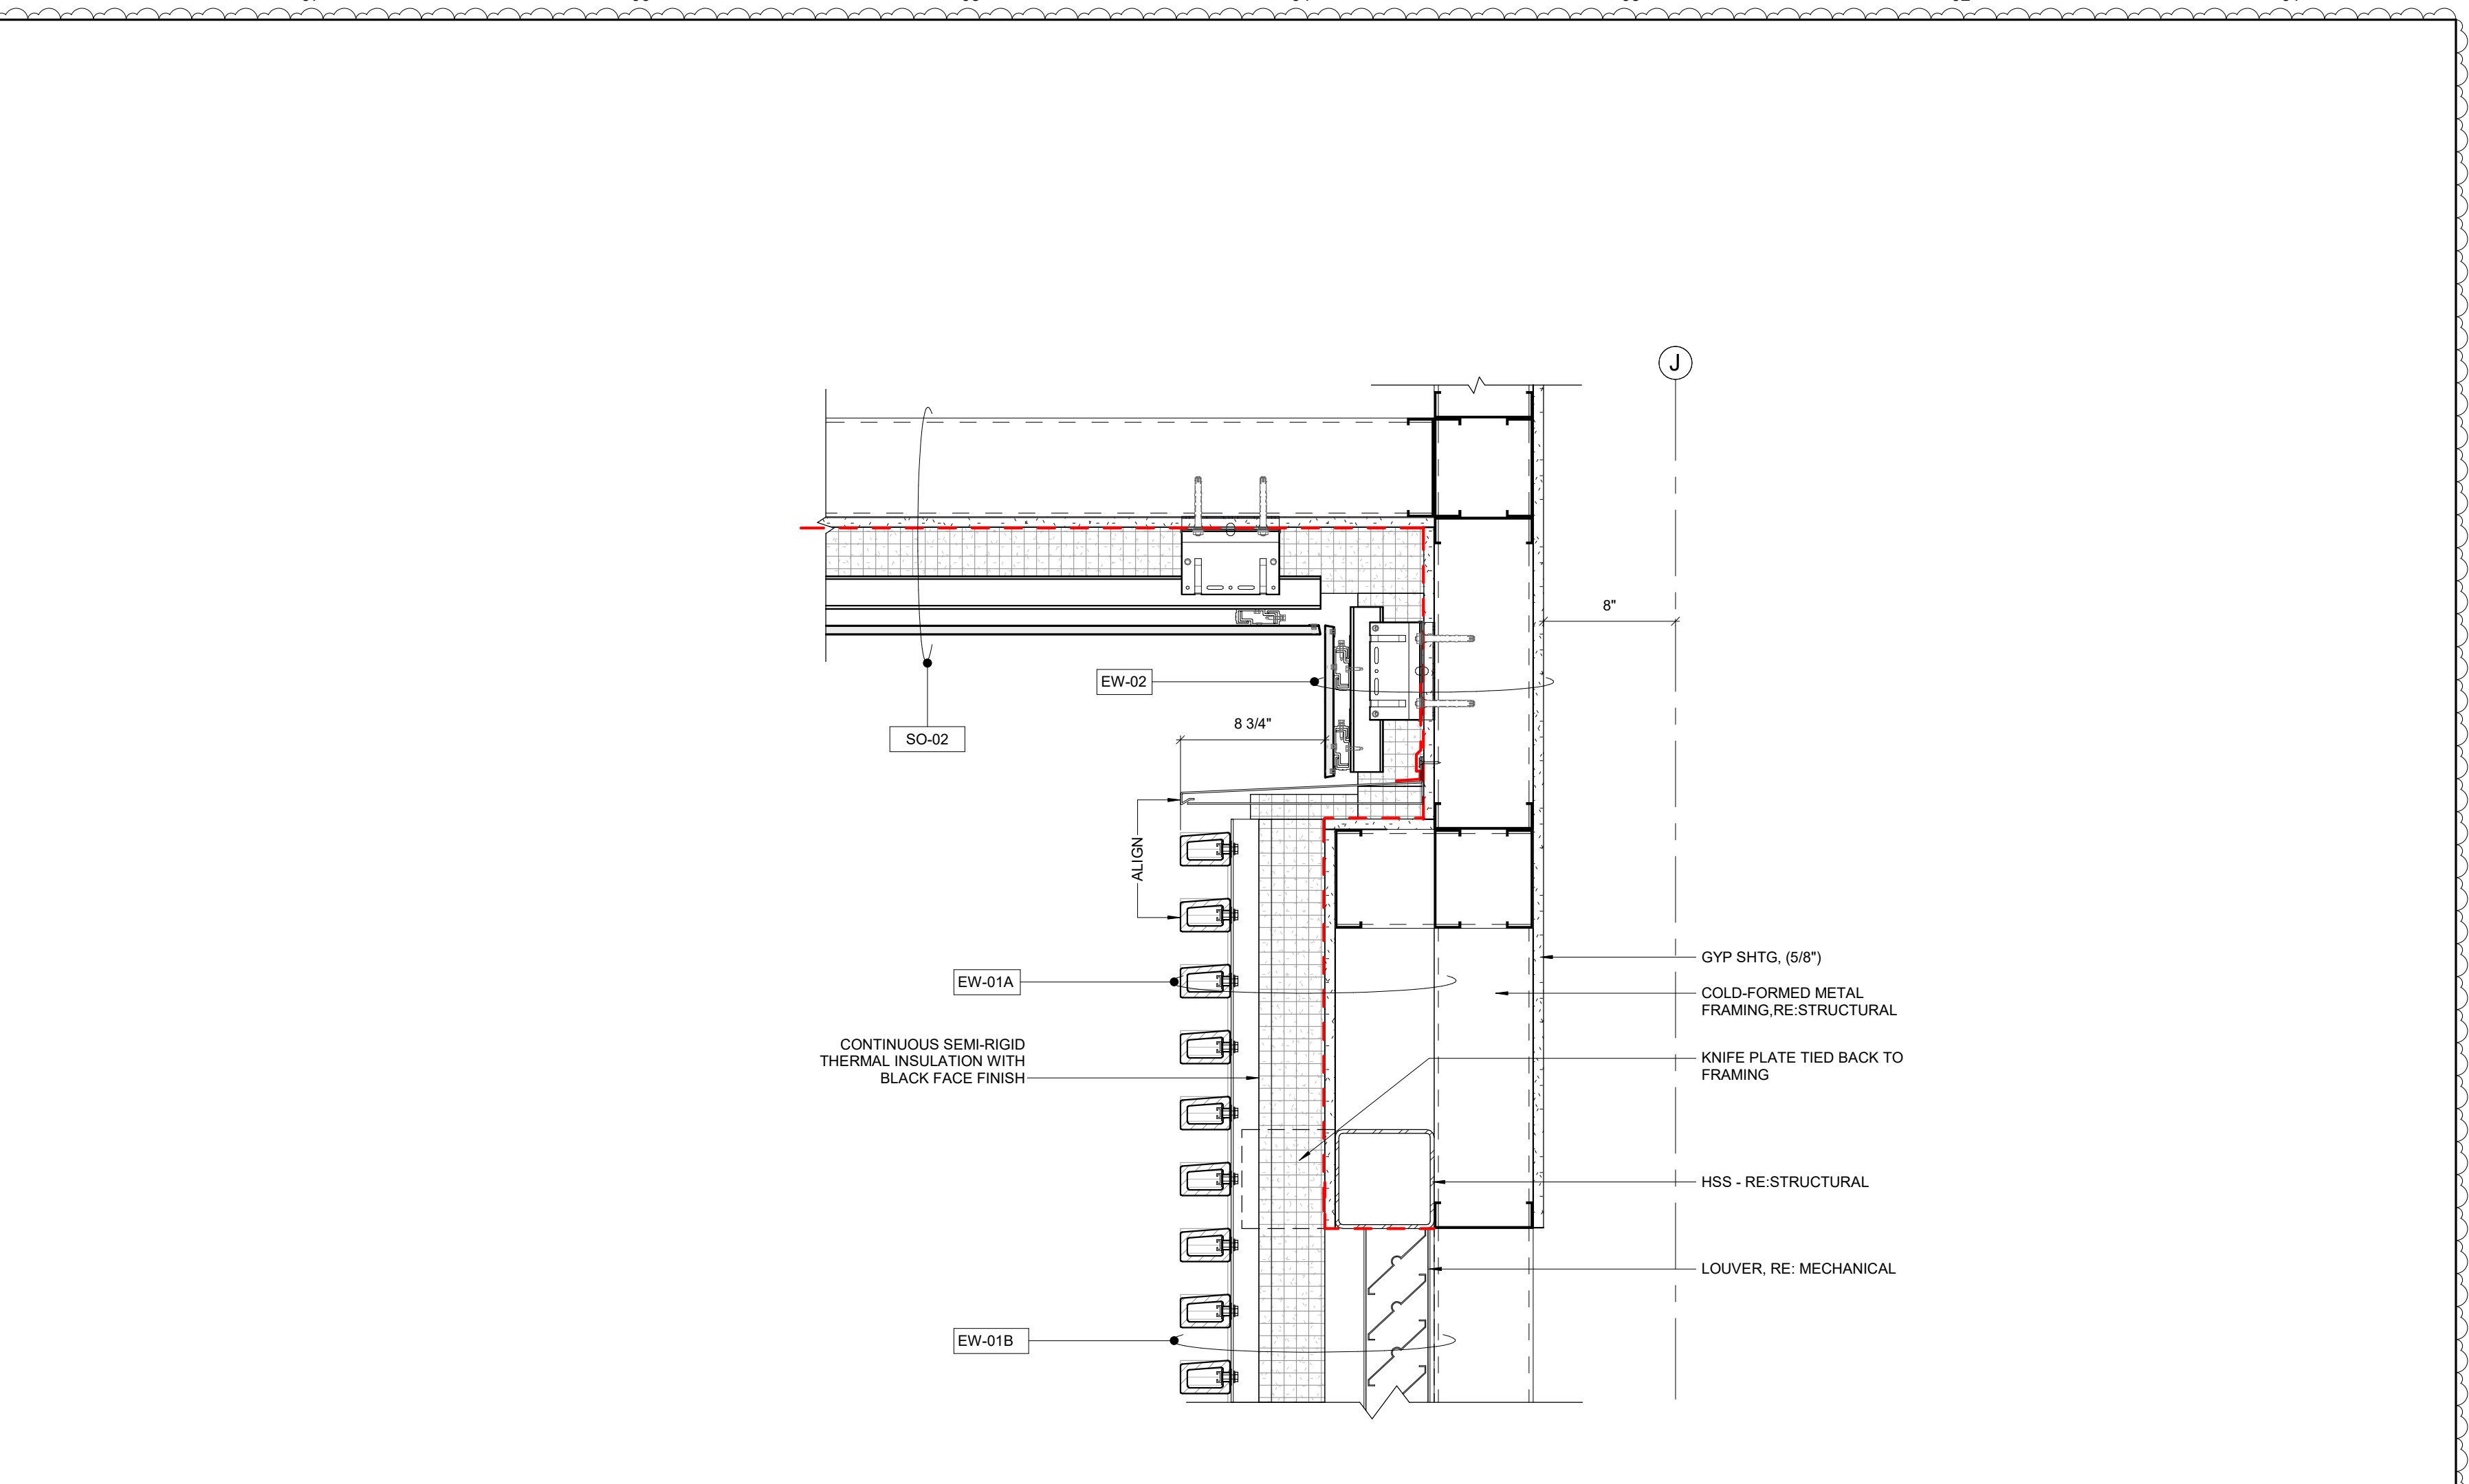 J
8"
EW-02
8 3/4"
SO-02
ALIGN
GYP SHTG, (5/8")
EW-01A
COLD-FORMED METAL
FRAMING,RE:STRUCTURAL
CONTINUOUS SEMI-RIGID
THERMAL INSULATION WITH
BLACK FACE FINISH
KNIFE PLATE TIED BACK TO
FRAMING
HSS - RE:STRUCTURAL
LOUVER, RE: MECHANICAL
EW-01B